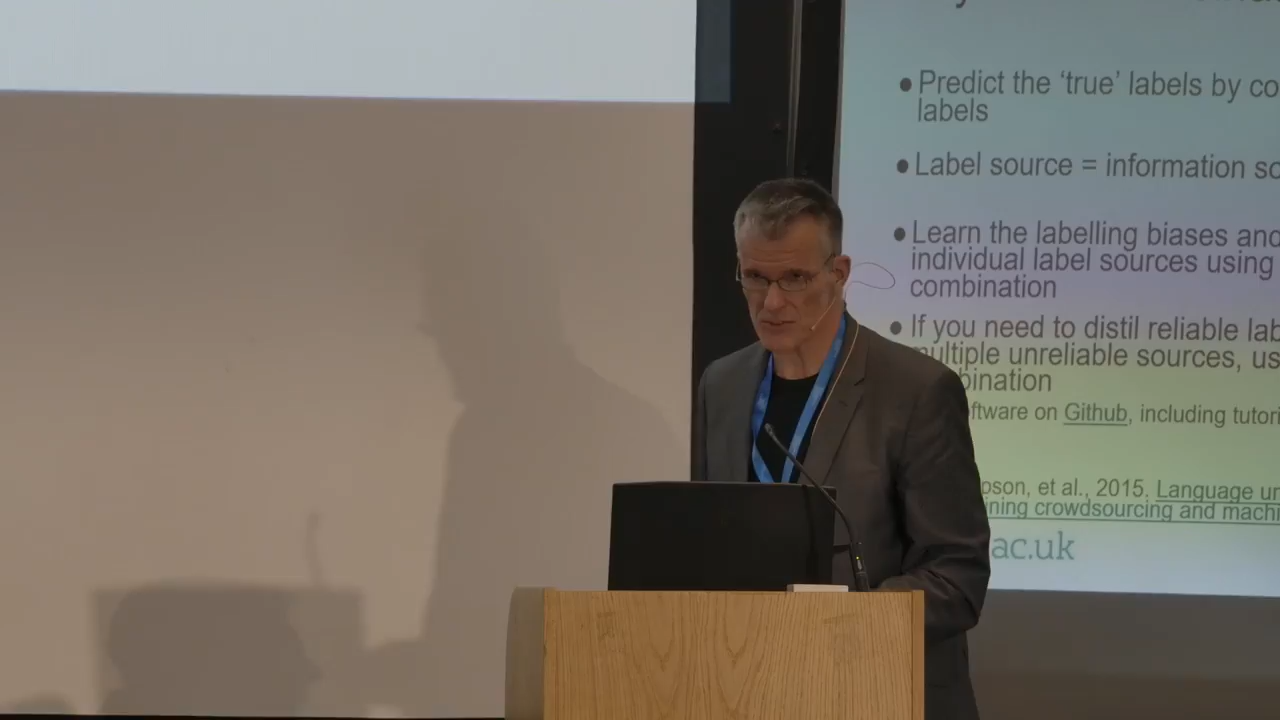 ● Predict the ‘true’ labels by co
labels
● Label source = information so
● Learn the labelling biases and
individual label sources using
combination
● If you need to distil reliable lab
multiple unreliable sources, us
bination
ftware on Github, including tutori
pson, et al., 2015. Language un
ning crowdsourcing and machi
ac.uk